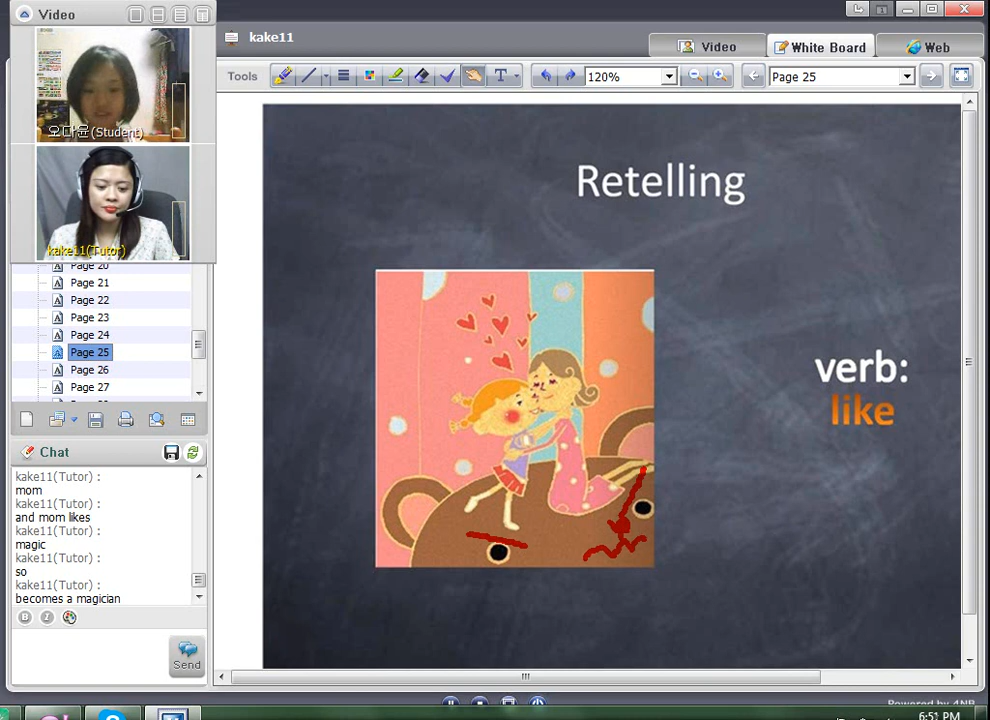 Video
오다윤(Student)
kake11(Tutor)
Page 20
Page 21
Page 22
Page 23
Page 24
Page 25
Page 26
Page 27
Chat
kake11(Tutor) :
mom
kake11(Tutor) :
and mom likes
kake11(Tutor) :
magic
kake11(Tutor) :
so
kake11(Tutor) :
becomes a magician
B I
Send
kake11
Video
White Board
Web
Tools
T
120%
Page 25
Retelling
verb:
like
Powered by 4NB
6:51 PM